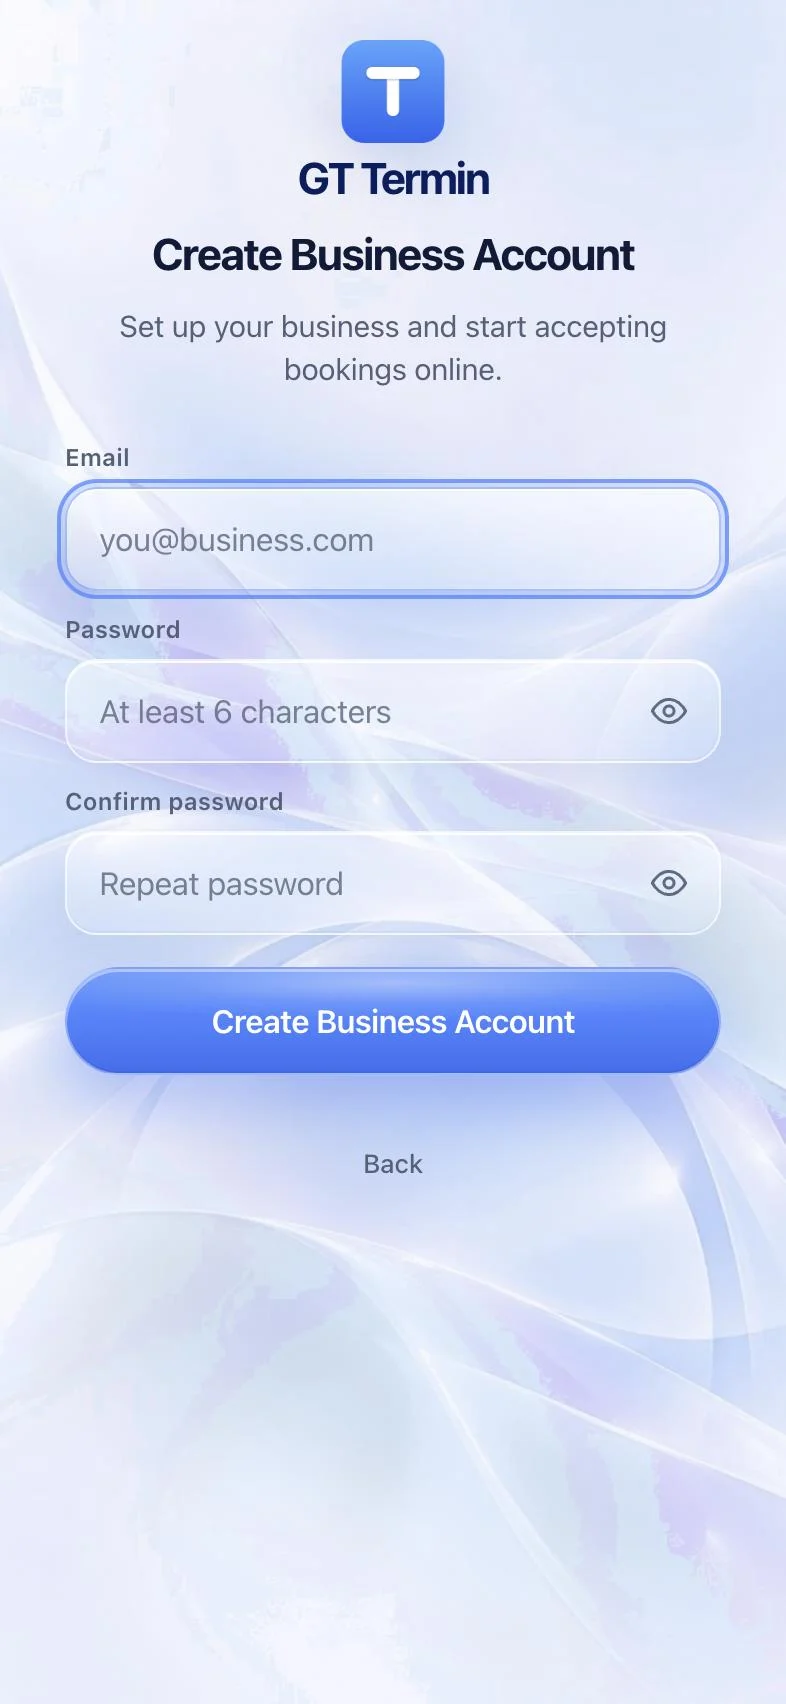 T
GT Termin
Create Business Account
Set up your business and start accepting
bookings online.
Email
you@business.com
Password
At least 6 characters
Confirm password
Repeat password
Create Business Account
Back